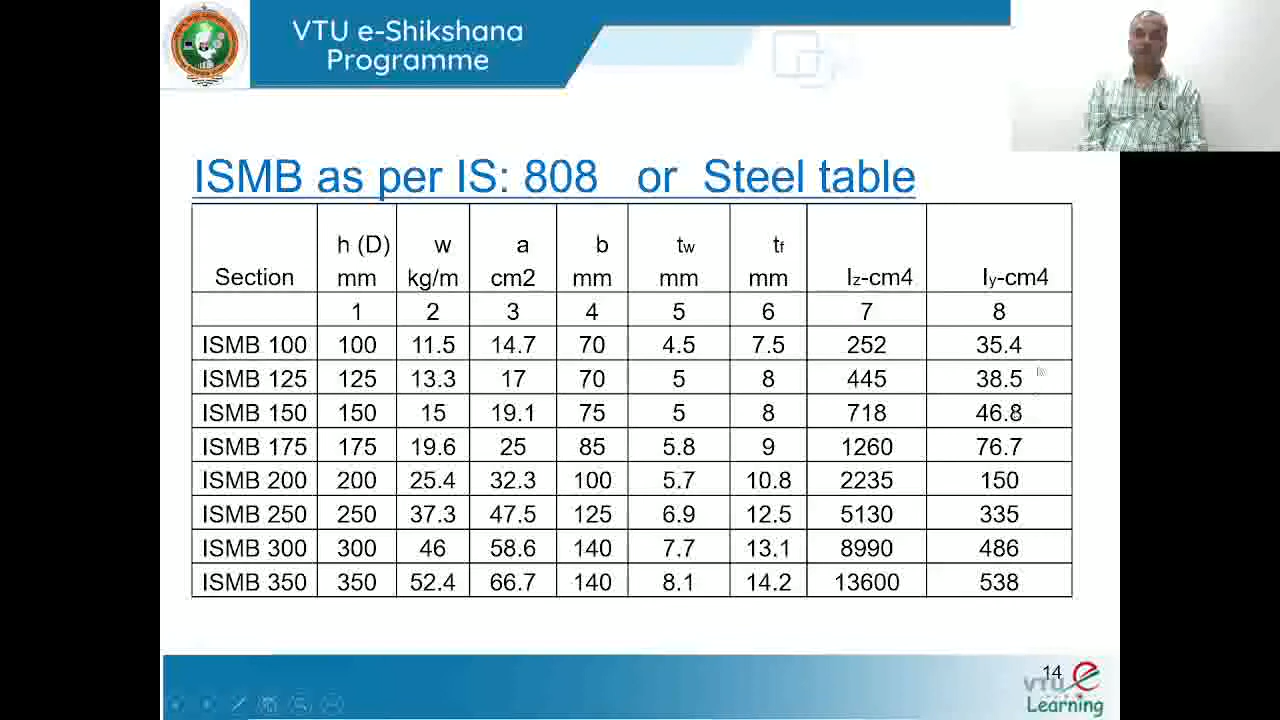 VTU e-Shikshana
Programme
ISMB as per IS: 808 or Steel table
Section h (D) mm w kg/m a cm2 b mm tw mm tf mm Iz-cm4 Iy-cm4
1 2 3 4 5 6 7 8
ISMB 100 100 11.5 14.7 70 4.5 7.5 252 35.4
ISMB 125 125 13.3 17 70 5 8 445 38.5
ISMB 150 150 15 19.1 75 5 8 718 46.8
ISMB 175 175 19.6 25 85 5.8 9 1260 76.7
ISMB 200 200 25.4 32.3 100 5.7 10.8 2235 150
ISMB 250 250 37.3 47.5 125 6.9 12.5 5130 335
ISMB 300 300 46 58.6 140 7.7 13.1 8990 486
ISMB 350 350 52.4 66.7 140 8.1 14.2 13600 538
14
VTU e
Learning